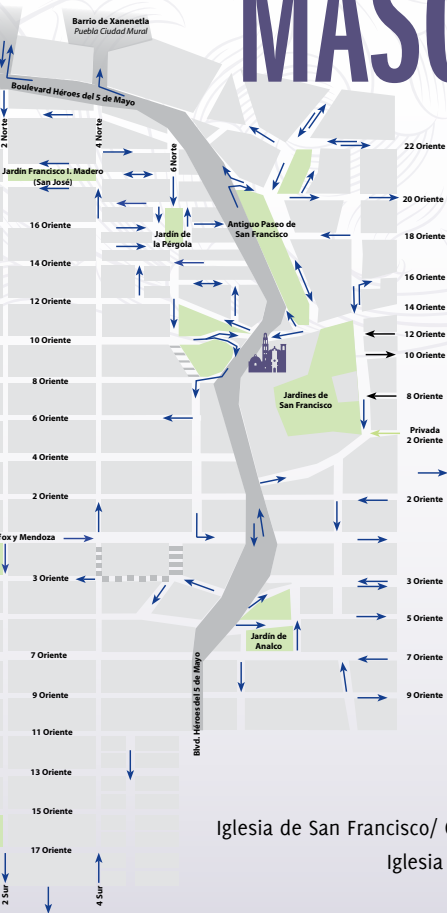 MASC
Barrio de Xanenetla
Puebla Ciudad Mural
Boulevard Héroes del 5 de Mayo
2 Norte
4 Norte
6 Norte
22 Oriente
Jardín Francisco I. Madero
(San José)
20 Oriente
16 Oriente
Jardín de
la Pérgola
Antiguo Paseo de
San Francisco
18 Oriente
14 Oriente
16 Oriente
12 Oriente
14 Oriente
10 Oriente
12 Oriente
10 Oriente
8 Oriente
Jardines de
San Francisco
8 Oriente
6 Oriente
Privada
2 Oriente
4 Oriente
2 Oriente
2 Oriente
fox y Mendoza
3 Oriente
3 Oriente
5 Oriente
Jardín de
Analco
7 Oriente
7 Oriente
9 Oriente
9 Oriente
Blvd. Héroes del 5 de Mayo
11 Oriente
13 Oriente
15 Oriente
17 Oriente
2 Sur
4 Sur
Iglesia de San Francisco/
Iglesia